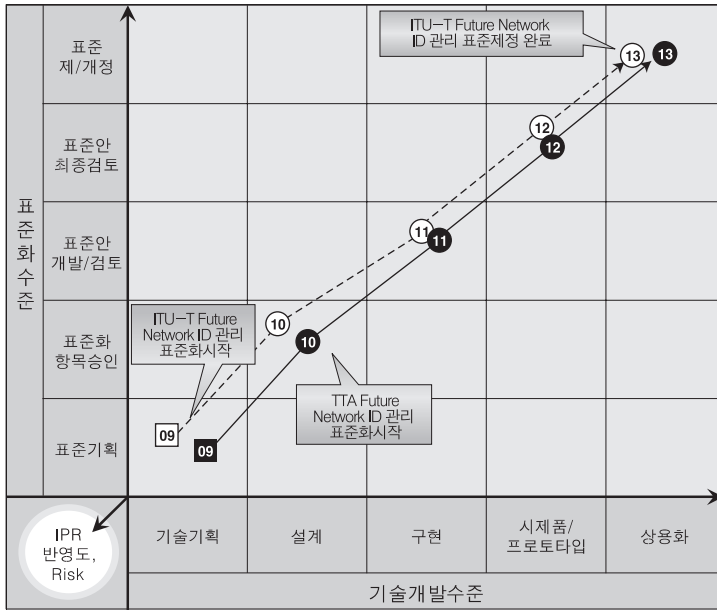 ITU-T Future Network
ID 관리 표준제정 완료
표준
제/개정
13
13
표준안
최종검토
12
12
표준화수준
표준안
개발/검토
11
11
ITU-T Future
Network ID 관리
표준화시작
10
10
표준화
항목승인
TTA Future
Network ID 관리
표준화시작
표준기획
09
09
IPR
반영도,
Risk
기술기획
설계
구현
시제품/
프로토타입
상용화
기술개발수준